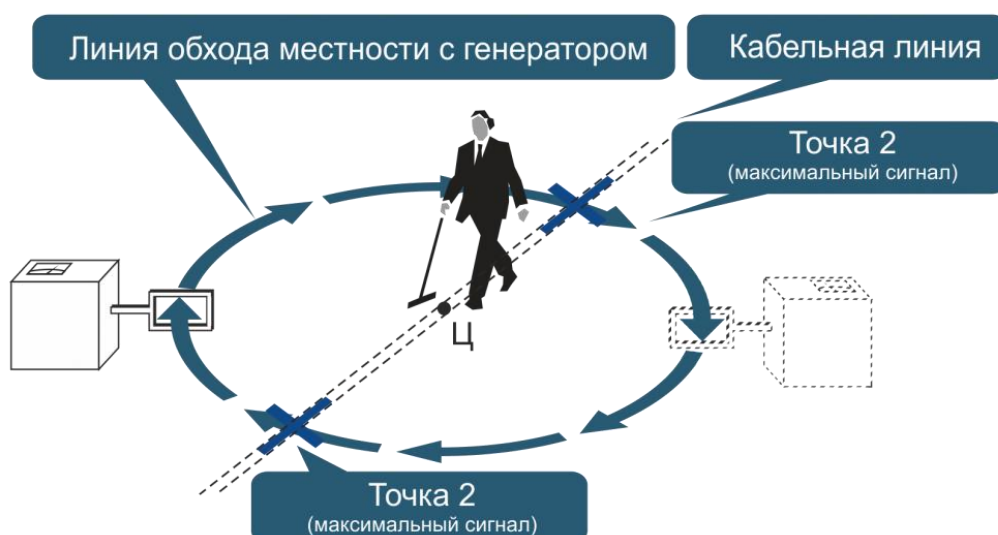 Линия обхода местности с генератором
Кабельная линия
Точка 2
(максимальный сигнал)
Ц
Точка 2
(максимальный сигнал)